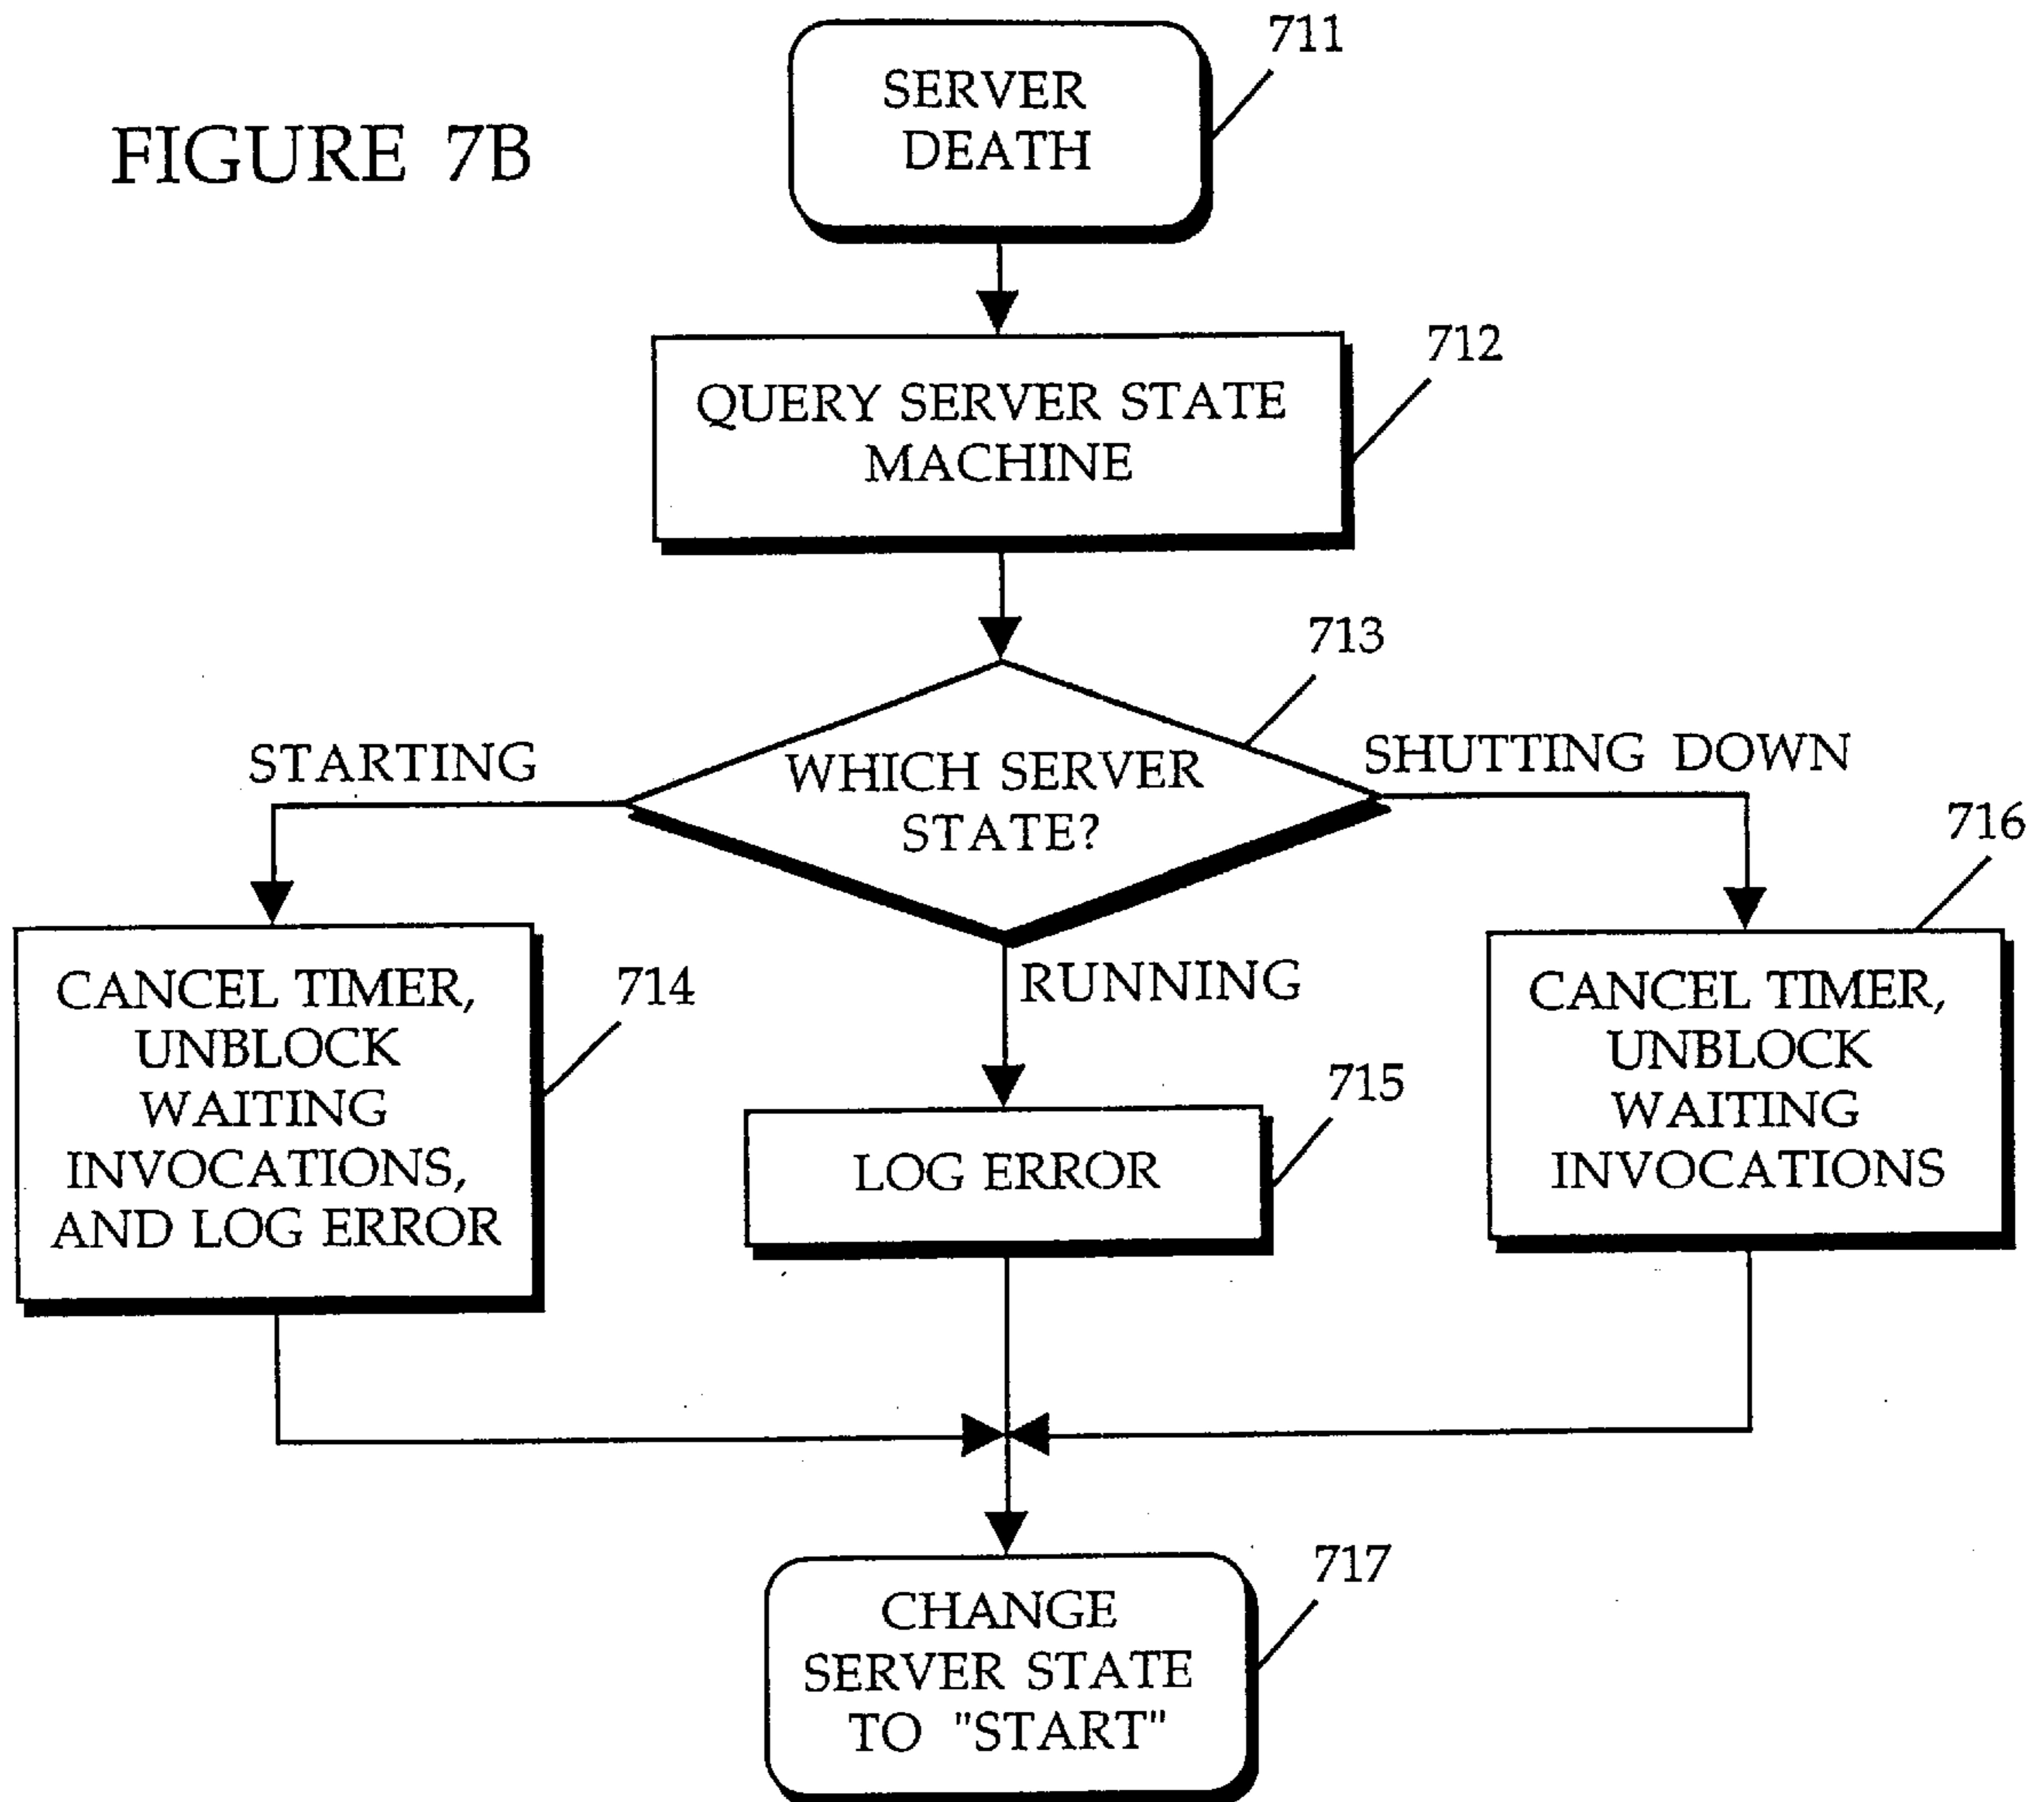 FIGURE 7B
711
SERVER
DEATH
712
QUERY SERVER STATE
MACHINE
713
STARTING
WHICH SERVER
STATE?
SHUTTING DOWN
716
RUNNING
CANCEL TIMER,
UNBLOCK
WAITING
INVOCATIONS,
AND LOG ERROR
714
LOG ERROR
715
CANCEL TIMER,
UNBLOCK
WAITING
INVOCATIONS
717
CHANGE
SERVER STATE
TO "START"